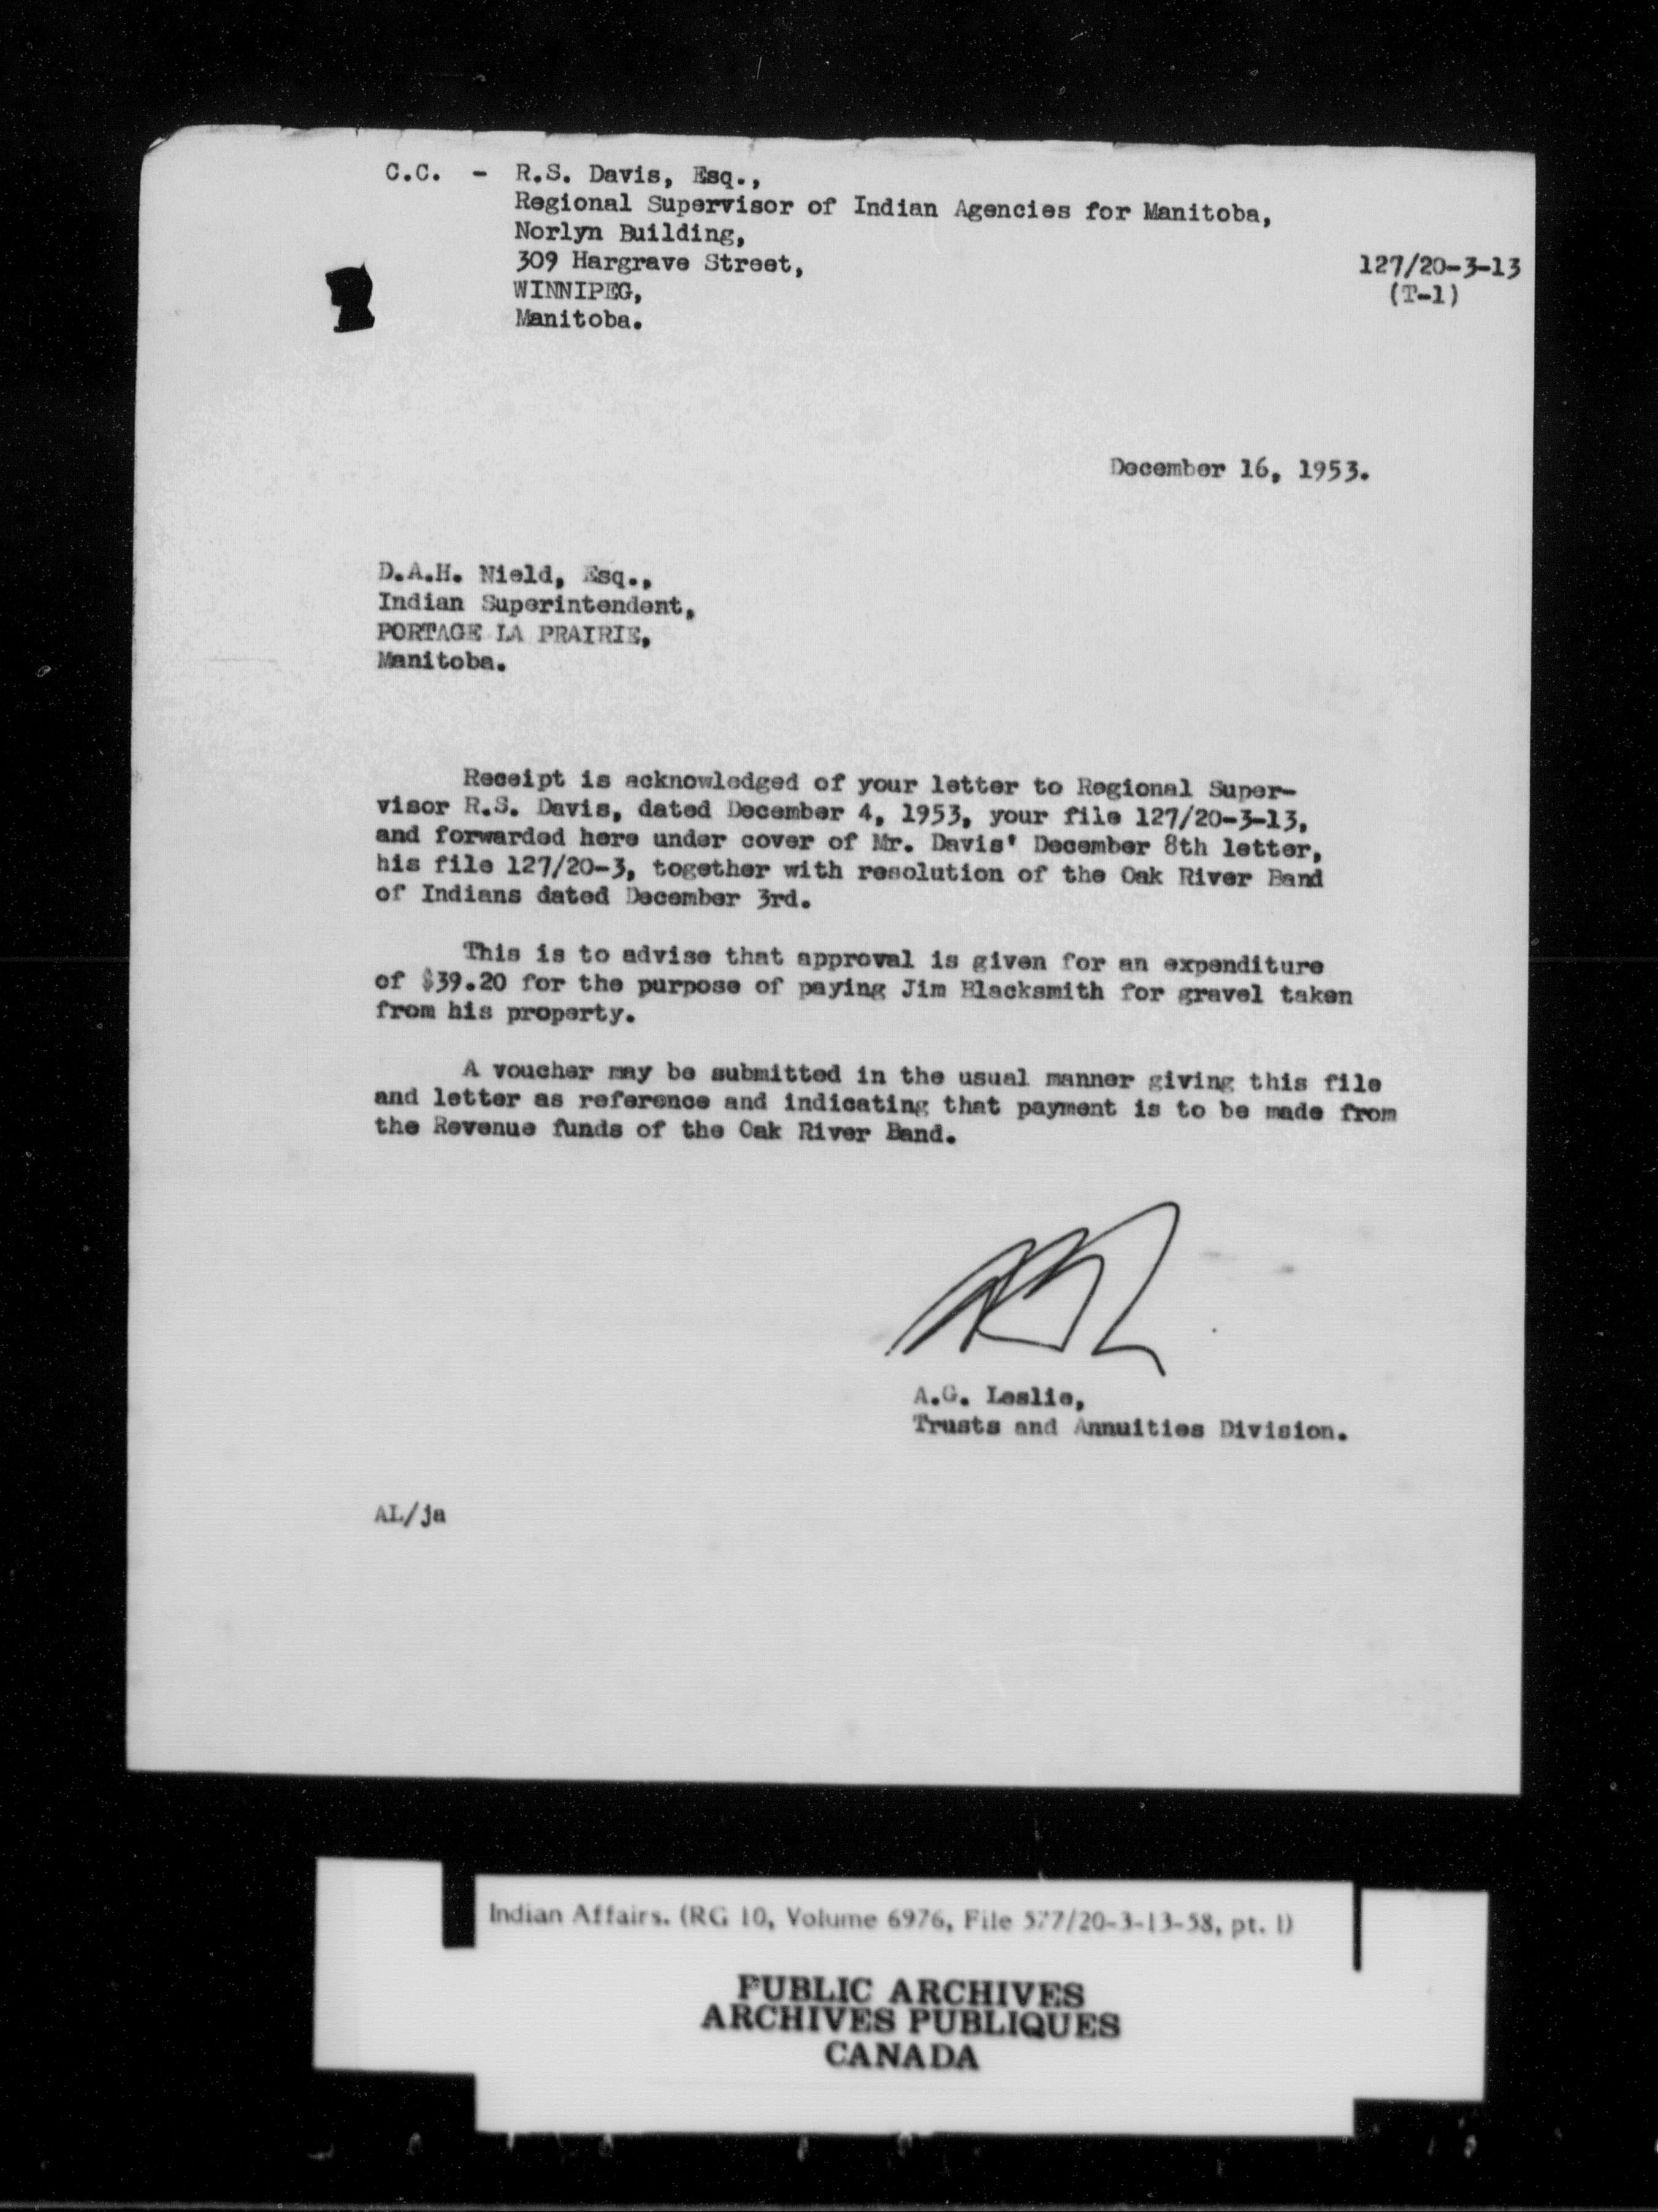 C.C. - R.S. Davis, Esq.,
Regional Supervisor of Indian Agencies for Manitoba,
Norlyn Building,
309 Hargrave Street,
WINNIPEG,
Manitoba.
127/20-3-13
(T-1)
December 16, 1953.
D.A.H. Nield, Esq.,
Indian Superintendent,
PORTAGE LA PRAIRIE,
Manitoba.
Receipt is acknowledged of your letter to Regional Super-
visor R.S. Davis, dated December 4, 1953, your file 127/20-3-13,
and forwarded here under cover of Mr. Davis' December 8th letter,
his file 127/20-3, together with resolution of the Oak River Band
of Indians dated December 3rd.
This is to advise that approval is given for an expenditure
of $39.20 for the purpose of paying Jim Blacksmith for gravel taken
from his property.
A voucher may be submitted in the usual manner giving this file
and letter as reference and indicating that payment is to be made from
the Revenue funds of the Oak River Band.
A.G. Leslie,
Trusts and Annuities Division.
AL/ja
Indian Affairs. (RG 10, Volume 6976, File 577/20-3-13-58, pt. 1)
PUBLIC ARCHIVES
ARCHIVES PUBLIQUES
CANADA